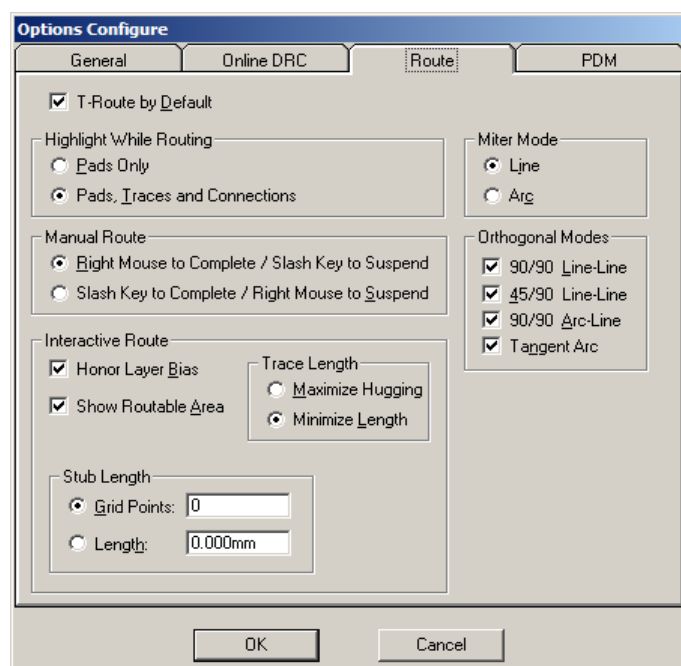 Options Configure
General Online DRC Route PDM
T-Route by Default
Highlight While Routing
Pads Only
Pads, Traces and Connections
Miter Mode
Line
Arc
Manual Route
Right Mouse to Complete / Slash Key to Suspend
Slash Key to Complete / Right Mouse to Suspend
Orthogonal Modes
90/90 Line-Line
45/90 Line-Line
90/90 Arc-Line
Tangent Arc
Interactive Route
Honor Layer Bias
Show Routable Area
Trace Length
Maximize Hugging
Minimize Length
Stub Length
Grid Points: 0
Length: 0.000mm
OK Cancel